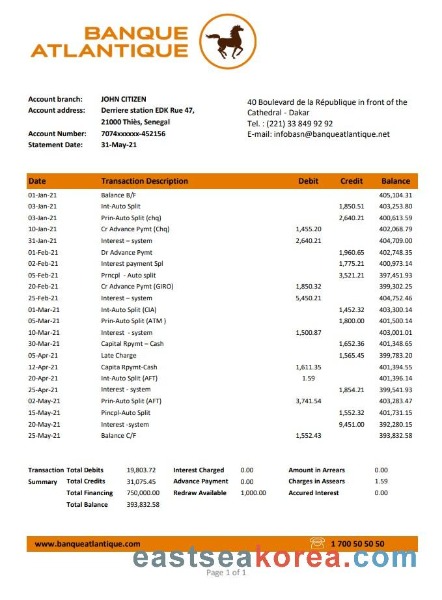 BANQUE
ATLANTIQUE
Account branch: JOHN CITIZEN
Account address: Derriere station EDK Rue 47,
21000 Thiès, Senegal
Account Number: 7074xxxxxx-452156
Statement Date: 31-May-21
40 Boulevard de la République in front of the
Cathedral - Dakar
Tel. : (221) 33 849 92 92
E-mail: infobasn@banqueatlantique.net
Date Transaction Description Debit Credit Balance
01-Jan-21 Balance B/F 405,104.31
03-Jan-21 Int-Auto Split 1,850.51 403,253.80
03-Jan-21 Prin-Auto Split (chq) 2,640.21 400,613.59
10-Jan-21 Cr Advance Pymt (Chq) 1,455.20 402,068.79
31-Jan-21 Interest – system 2,640.21 404,709.00
01-Feb-21 Dr Advance Pymt 1,960.65 402,748.35
02-Feb-21 Interest payment Spl 1,775.21 400,973.14
05-Feb-21 Prncpl - Auto split 3,521.21 397,451.93
20-Feb-21 Cr Advance Pymt (GIRO) 1,850.32 399,302.25
25-Feb-21 Interest – system 5,450.21 404,752.46
01-Mar-21 Int-Auto Split (CIA) 1,452.32 403,300.14
05-Mar-21 Prin-Auto Split (ATM ) 1,800.00 401,500.14
10-Mar-21 Interest - system 1,500.87 403,001.01
30-Mar-21 Capital Rpymt – Cash 1,652.36 401,348.65
05-Apr-21 Late Charge 1,565.45 399,783.20
12-Apr-21 Capita Rpymt-Cash 1,611.35 401,394.55
20-Apr-21 Int-Auto Split (AFT) 1.59 401,396.14
25-Apr-21 Interest - system 1,854.21 399,541.93
02-May-21 Prin-Auto Split (AFT) 3,741.54 403,283.47
15-May-21 Pincpl-Auto Split 1,552.32 401,731.15
20-May-21 Interest -system 9,451.00 392,280.15
25-May-21 Balance C/F 1,552.43 393,832.58
Transaction Total Debits 19,803.72 Interest Charged 0.00 Amount in Arrears 0.00
Summary Total Credits 31,075.45 Advance Payment 0.00 Charges in Assears 1.59
Total Financing 750,000.00 Redraw Available 1,000.00 Accured Interest 0.00
Total Balance 393,832.58
www.banqueatlantique.com 1 700 50 50 50
eastseakorea.com
Page 1 of 1